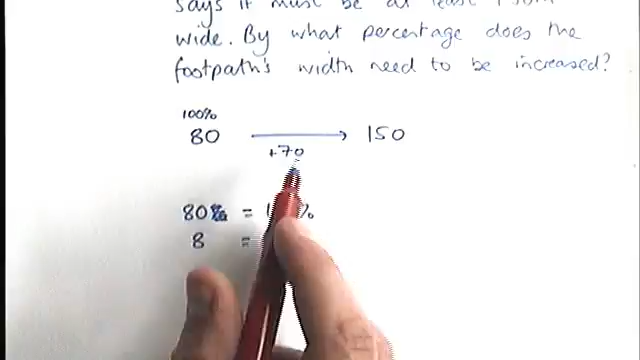 says it must be at least
wide. By what percentage does the
footpath's width need to be increased?
100%
80 150
+70
80 = 1 %
8 =